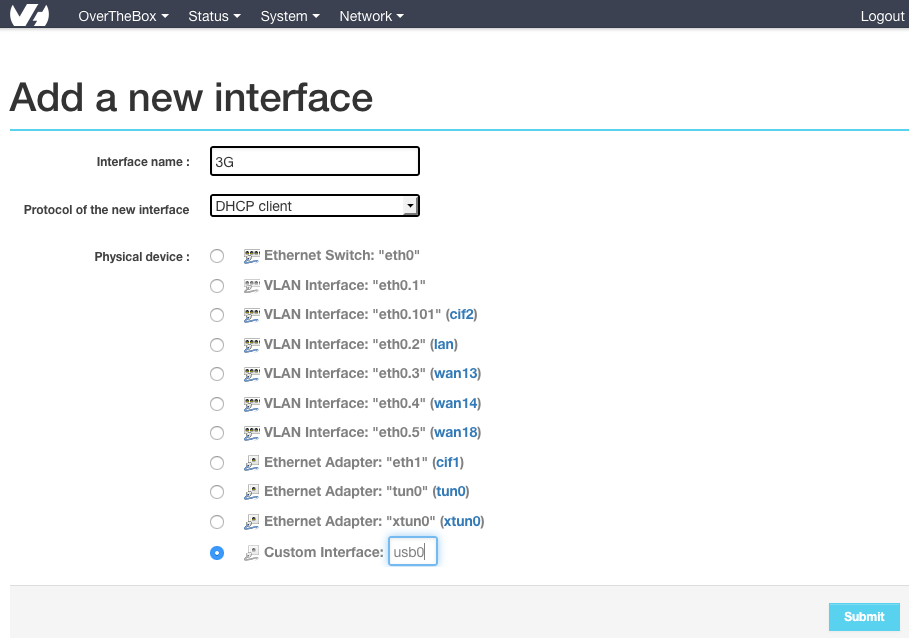 OverTheBox Status System Network Logout
Add a new interface
Interface name : 3G
Protocol of the new interface DHCP client
Physical device : Ethernet Switch: "eth0"
VLAN Interface: "eth0.1"
VLAN Interface: "eth0.101" (cif2)
VLAN Interface: "eth0.2" (lan)
VLAN Interface: "eth0.3" (wan13)
VLAN Interface: "eth0.4" (wan14)
VLAN Interface: "eth0.5" (wan18)
Ethernet Adapter: "eth1" (cif1)
Ethernet Adapter: "tun0" (tun0)
Ethernet Adapter: "xtun0" (xtun0)
Custom Interface: usb0
Submit